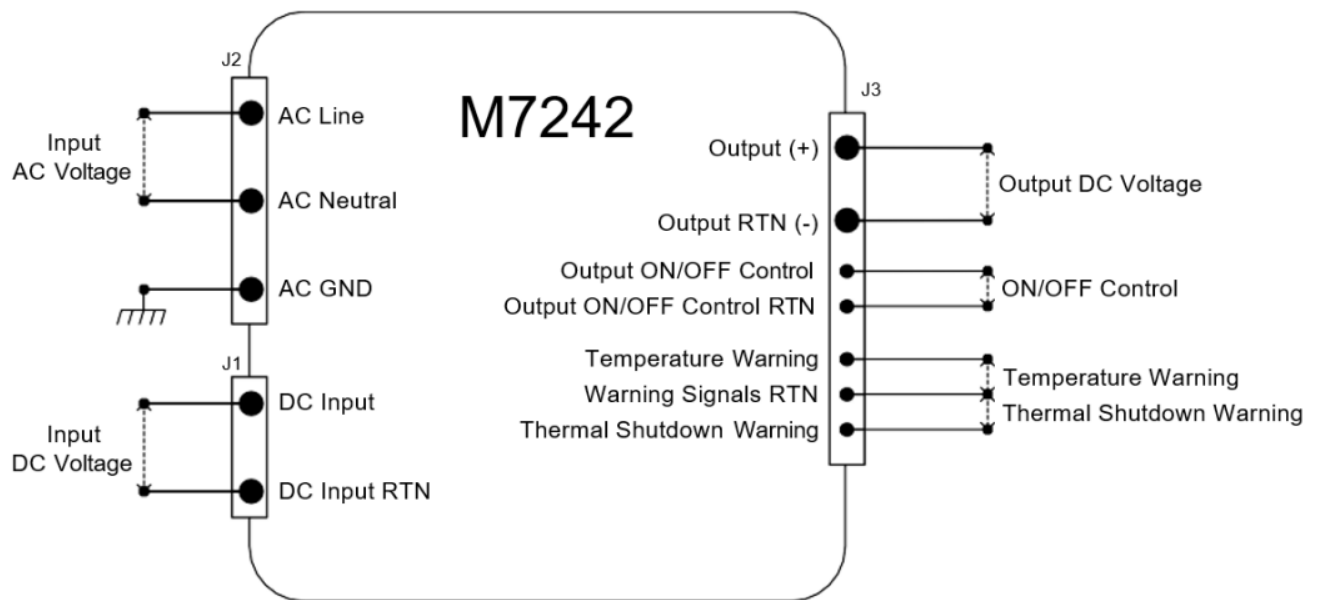 J2
M7242
J3
AC Line
Input
AC Voltage
AC Neutral
AC GND
Output (+)
Output DC Voltage
Output RTN (-)
Output ON/OFF Control
ON/OFF Control
Output ON/OFF Control RTN
Temperature Warning
Temperature Warning
Warning Signals RTN
Thermal Shutdown Warning
Thermal Shutdown Warning
J1
DC Input
Input
DC Voltage
DC Input RTN